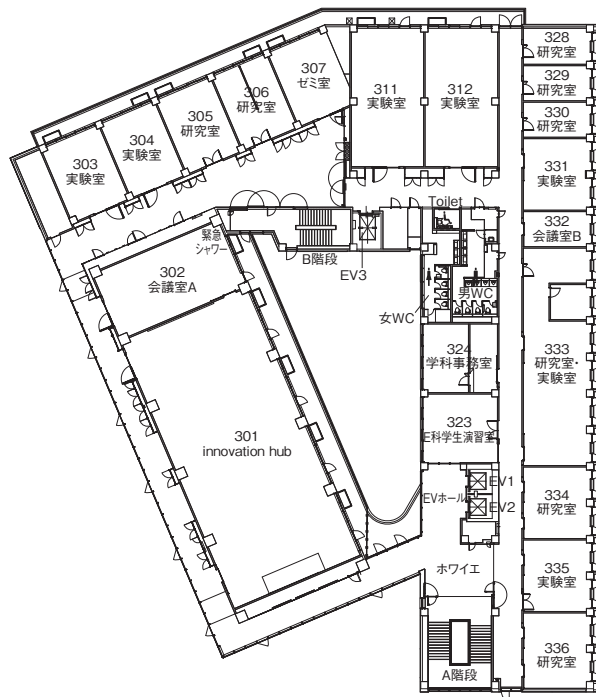 328
研究室
329
研究室
330
研究室
331
実験室
332
会議室B
333
研究室・
実験室
334
研究室
335
実験室
336
研究室
311
実験室
312
実験室
307
ゼミ室
306
研究室
305
研究室
304
実験室
303
実験室
Toilet
緊急
シャワー
B階段
EV3
302
会議室A
女WC
男WC
324
学科事務室
323
E科学生演習室
301
innovation hub
EVホール
EV1
EV2
ホワイエ
A階段